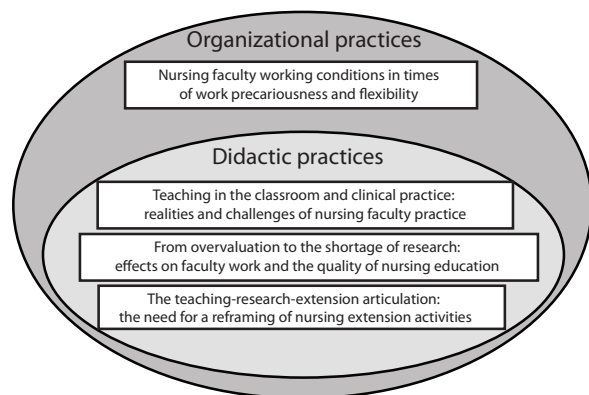 Organizational practices
Nursing faculty working conditions in times
of work precariousness and flexibility
Didactic practices
Teaching in the classroom and clinical practice:
realities and challenges of nursing faculty practice
From overvaluation to the shortage of research:
effects on faculty work and the quality of nursing education
The teaching-research-extension articulation:
the need for a reframing of nursing extension activities